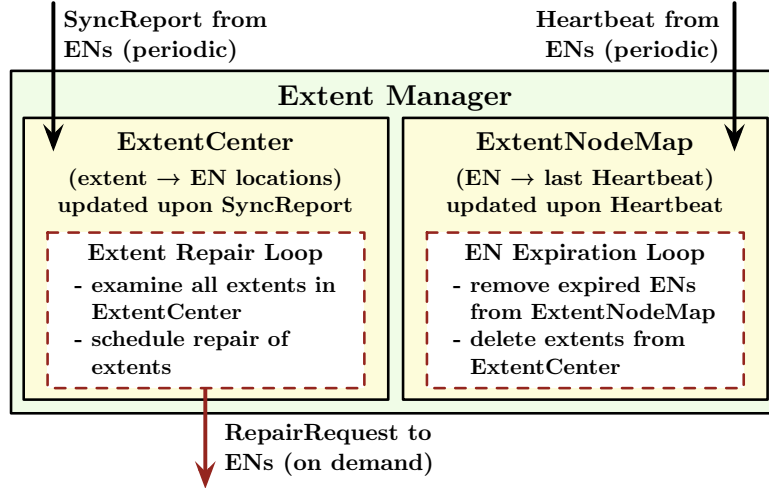 SyncReport from
ENs (periodic)
Heartbeat from
ENs (periodic)
Extent Manager
ExtentCenter
(extent → EN locations)
updated upon SyncReport
Extent Repair Loop
- examine all extents in
ExtentCenter
- schedule repair of
extents
ExtentNodeMap
(EN → last Heartbeat)
updated upon Heartbeat
EN Expiration Loop
- remove expired ENs
from ExtentNodeMap
- delete extents from
ExtentCenter
RepairRequest to
ENs (on demand)